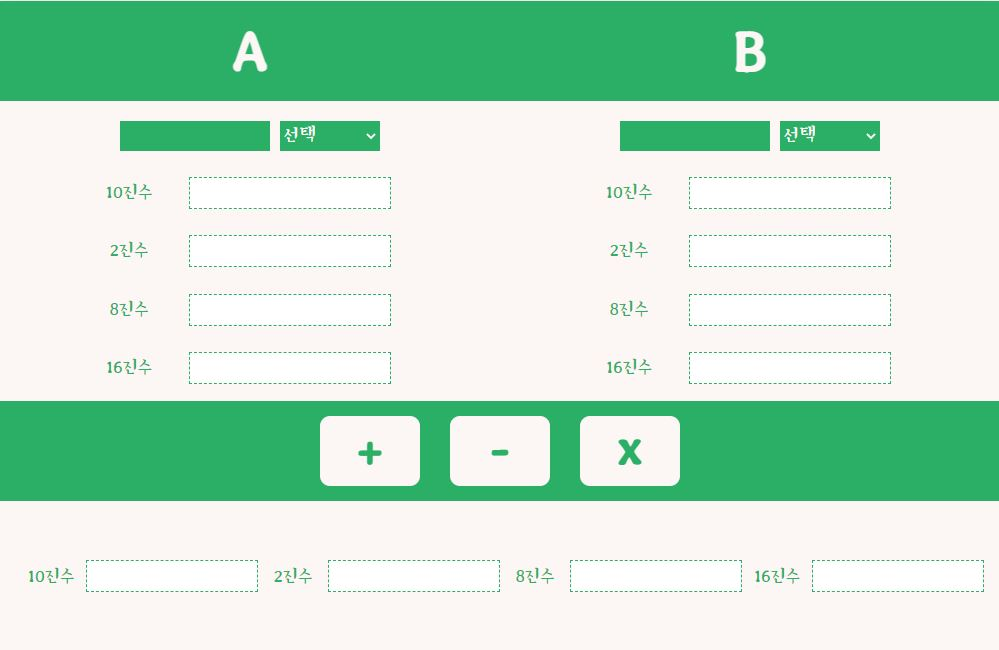 A B
선택 선택
10진수 10진수
2진수 2진수
8진수 8진수
16진수 16진수
+ - x
10진수 2진수 8진수 16진수